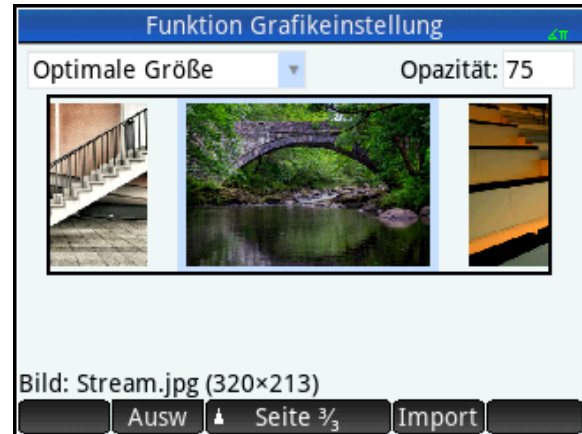 Funktion Grafikeinstellung
∡π
Optimale Größe Opazität: 75
Bild: Stream.jpg (320×213)
Ausw Seite ³⁄₃ Import